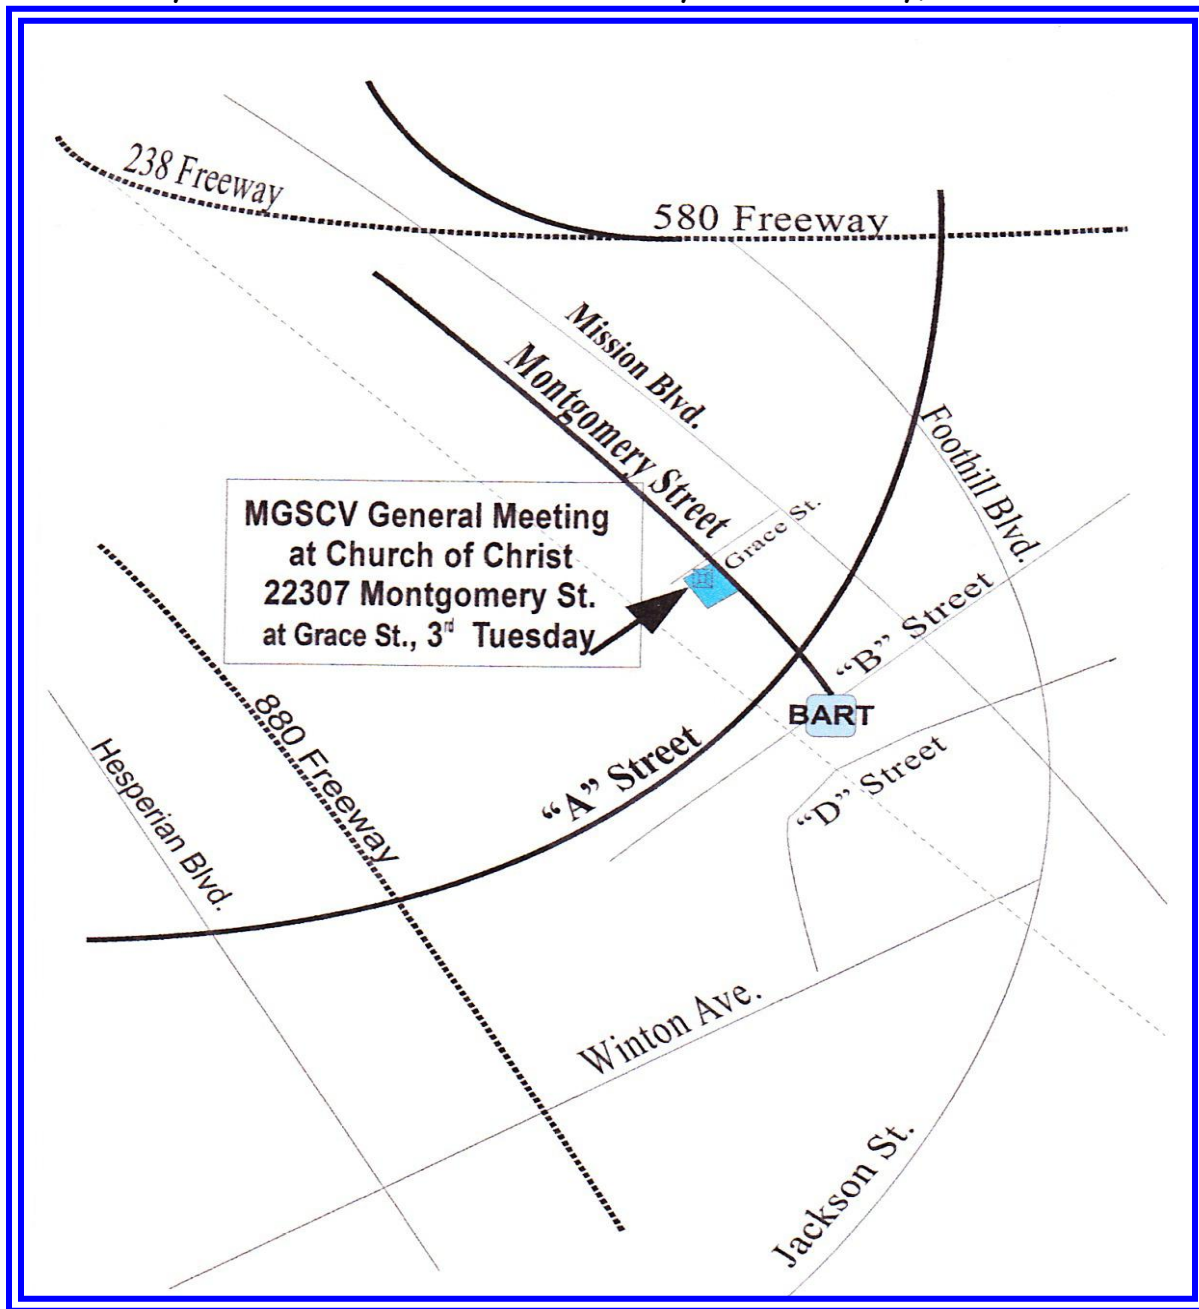 238 Freeway
580 Freeway
Mission Blvd.
Montgomery Street
Foothill Blvd.
Grace St.
MGSCV General Meeting
at Church of Christ
22307 Montgomery St.
at Grace St., 3rd Tuesday
"B" Street
BART
880 Freeway
Hesperian Blvd.
"A" Street
"D" Street
Winton Ave.
Jackson St.